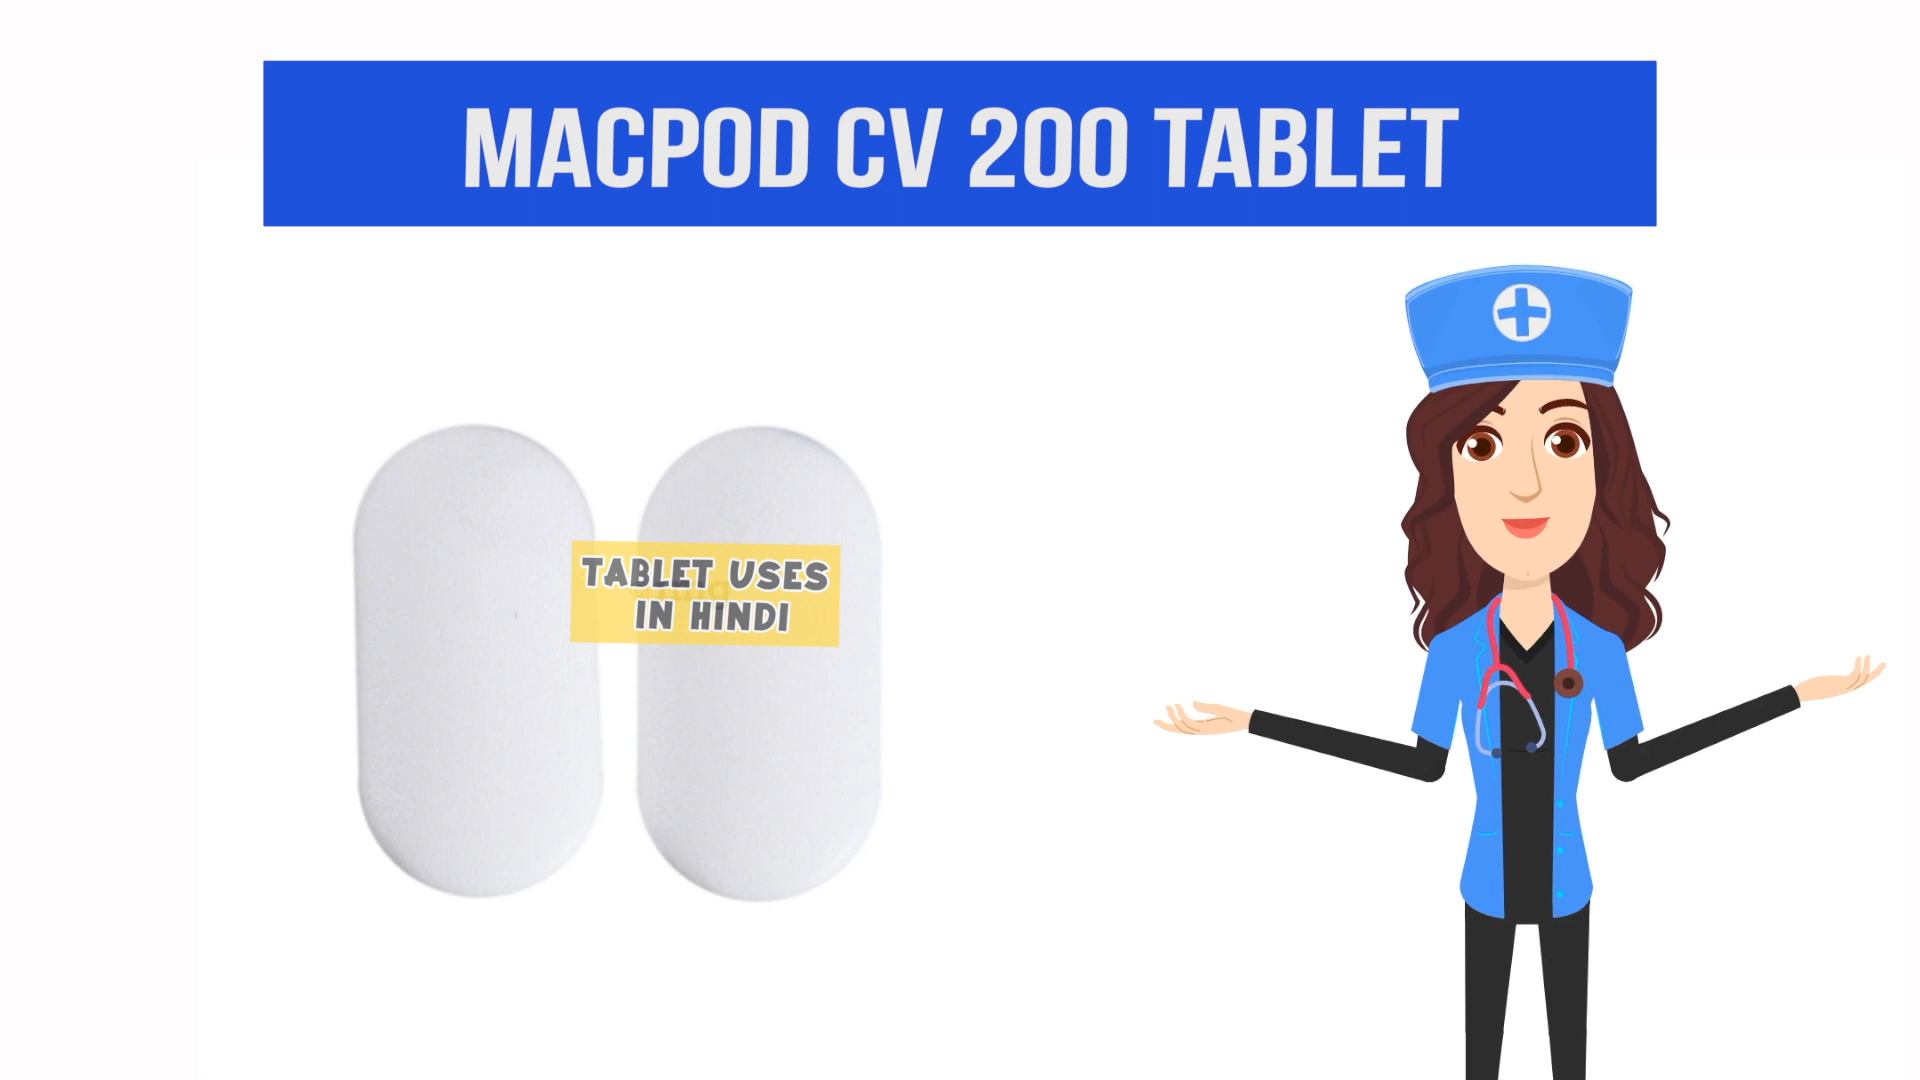 MACPOD CV 200 TABLET
TABLET USES
IN HINDI